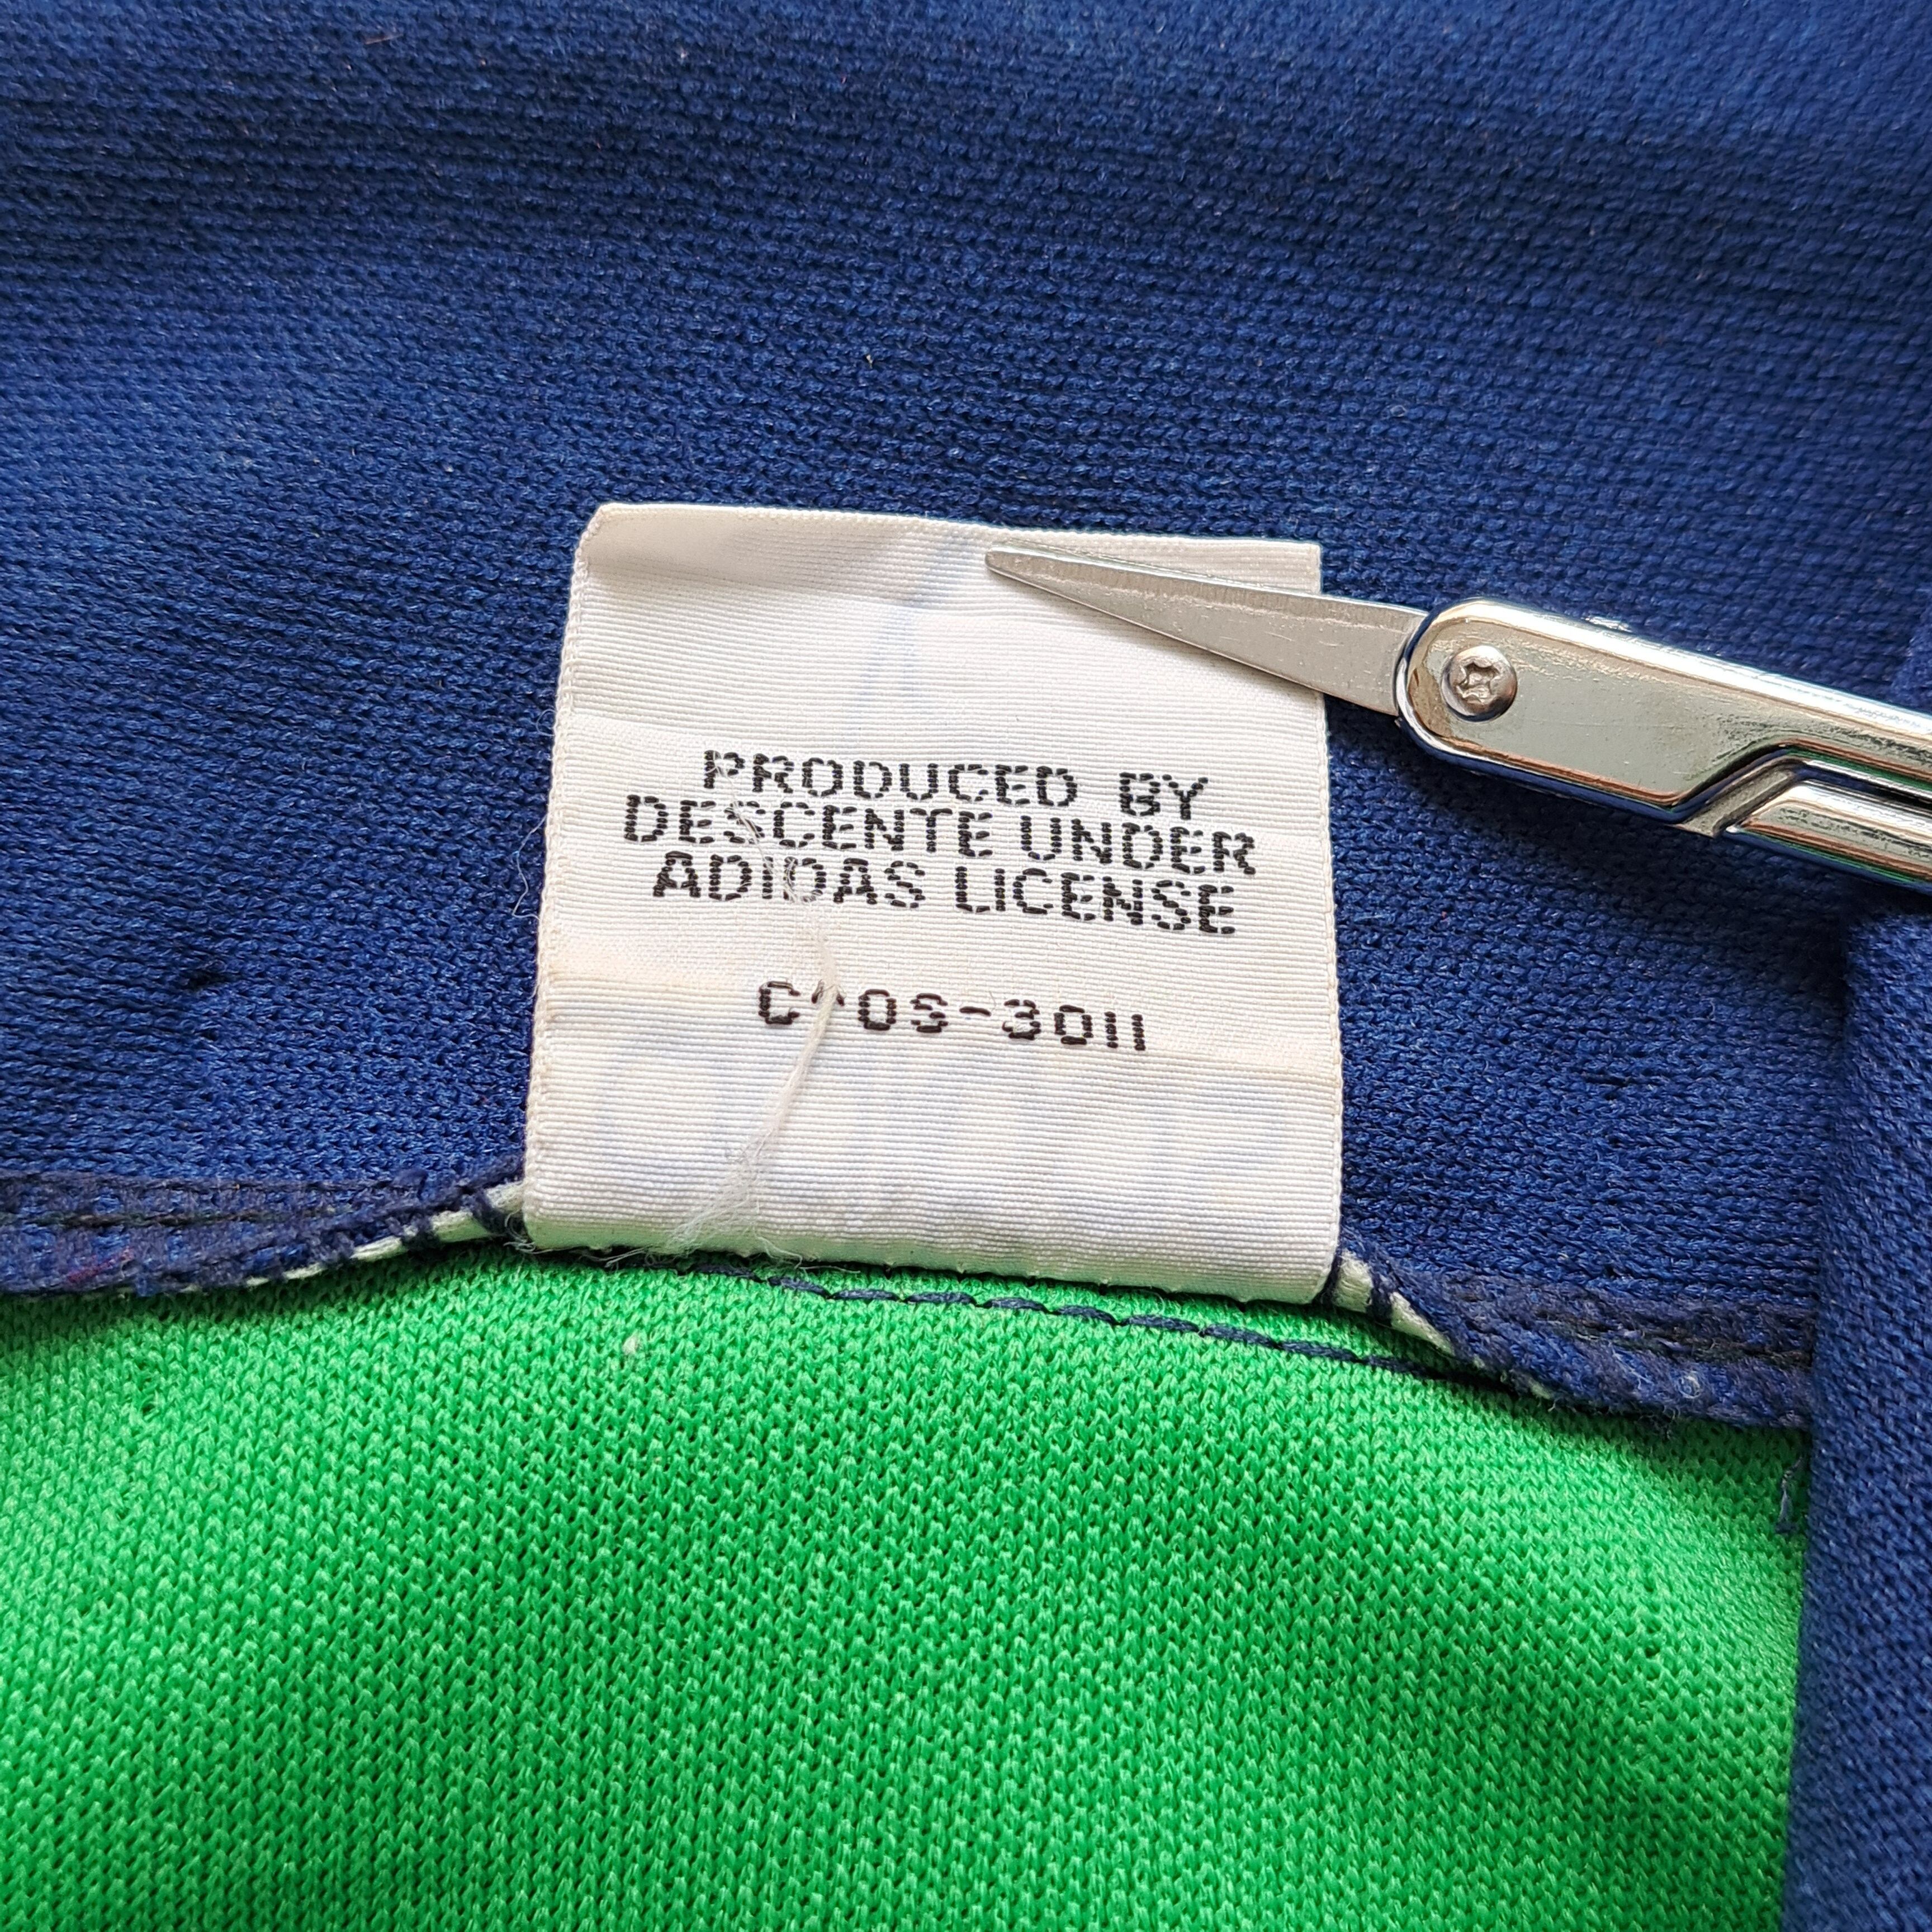 PRODUCED BY
DESCENTE UNDER
ADIDAS LICENSE